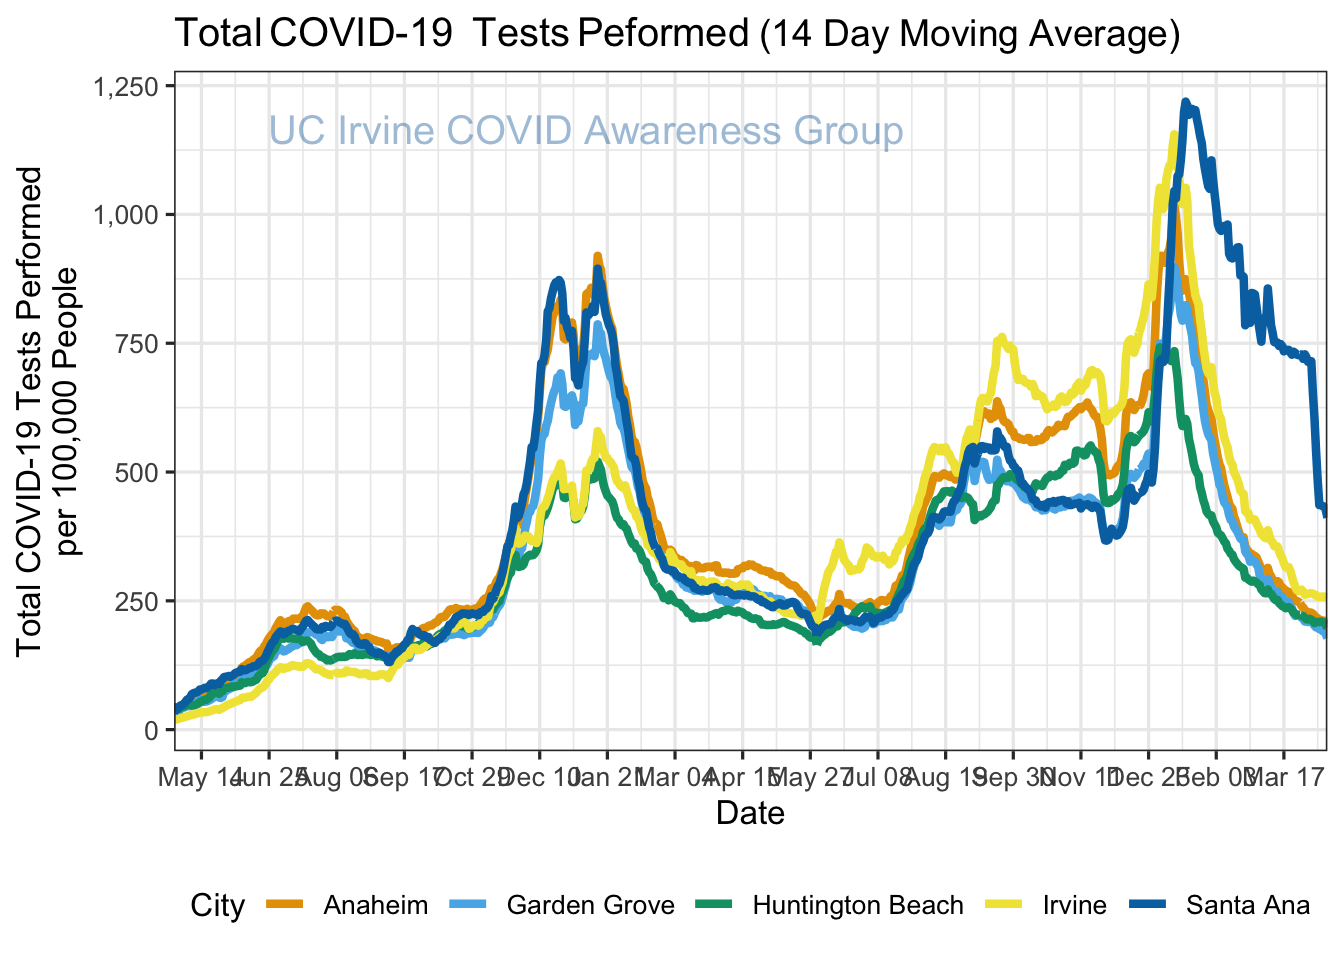 Total COVID-19 Tests Peformed (14 Day Moving Average)
UC Irvine COVID Awareness Group
Total COVID-19 Tests Performed
per 100,000 People
1,250
1,000
750
500
250
0
May 14 Jun 25 Aug 06 Sep 17 Oct 29 Dec 10 Jan 21 Mar 04 Apr 15 May 27 Jul 08 Aug 19 Sep 30 Nov 11 Dec 23 Feb 03 Mar 17
Date
City Anaheim Garden Grove Huntington Beach Irvine Santa Ana